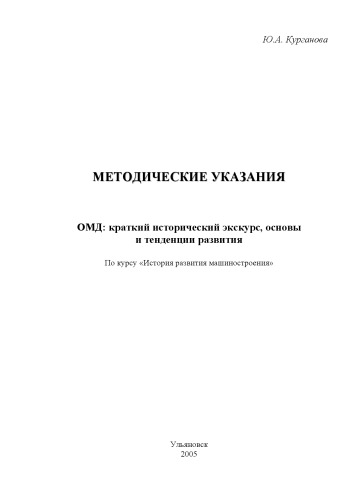 Ю.А. Курганова
МЕТОДИЧЕСКИЕ УКАЗАНИЯ
ОМД: краткий исторический экскурс, основы
и тенденции развития
По курсу «История развития машиностроения»
Ульяновск
2005